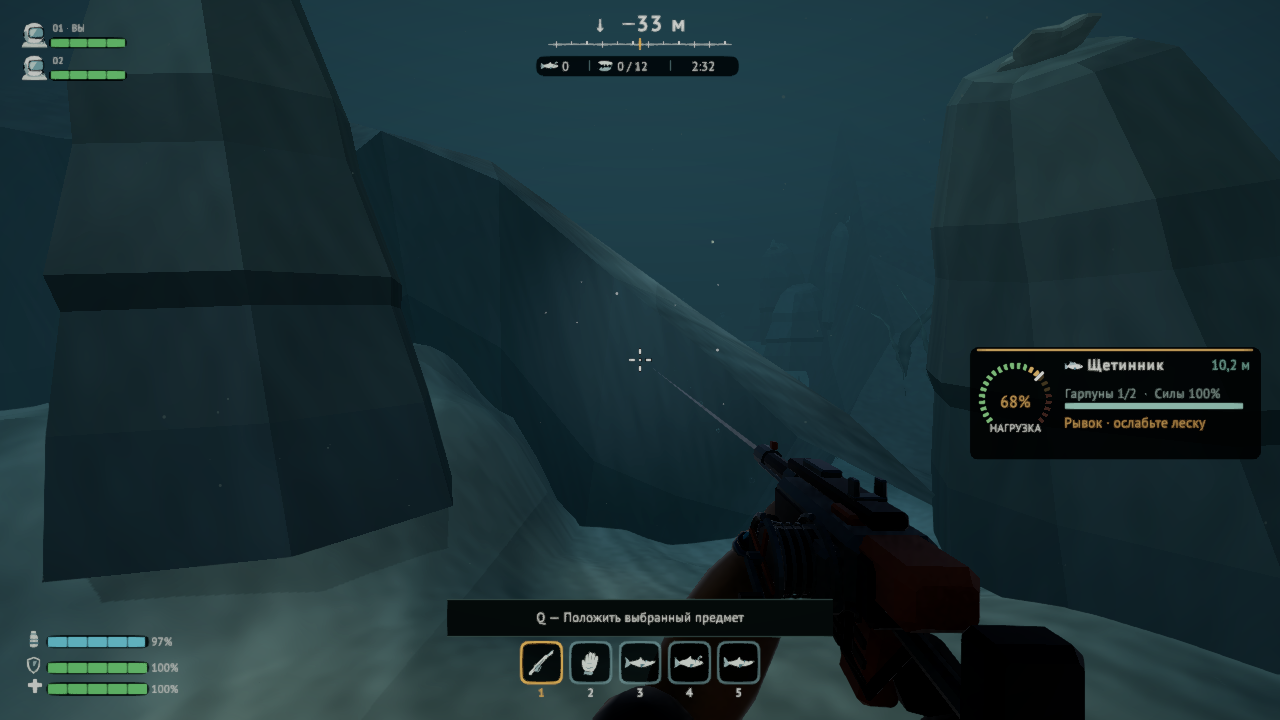 01 · ВЫ
02
−33 м
0 | 0/12 | 2:32
Щетинник 10,2 м
Гарпуны 1/2 · Силы 100%
68%
НАГРУЗКА
Рывок · ослабьте леску
Q — Положить выбранный предмет
97%
100%
100%
1 2 3 4 5